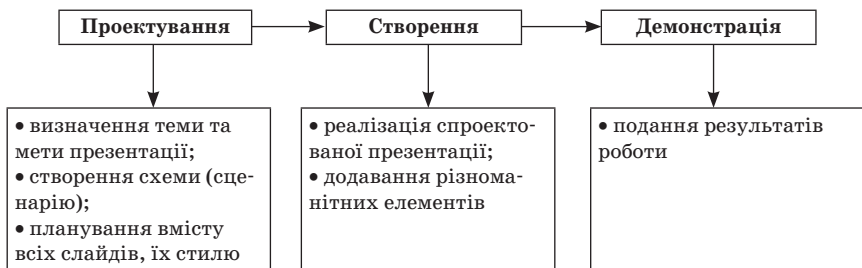 Проектування
Створення
Демонстрація
• визначення теми та
мети презентації;
• створення схеми (сце-
нарію);
• планування вмісту
всіх слайдів, їх стилю
• реалізація спроекто-
ваної презентації;
• додавання різнома-
нітних елементів
• подання результатів
роботи